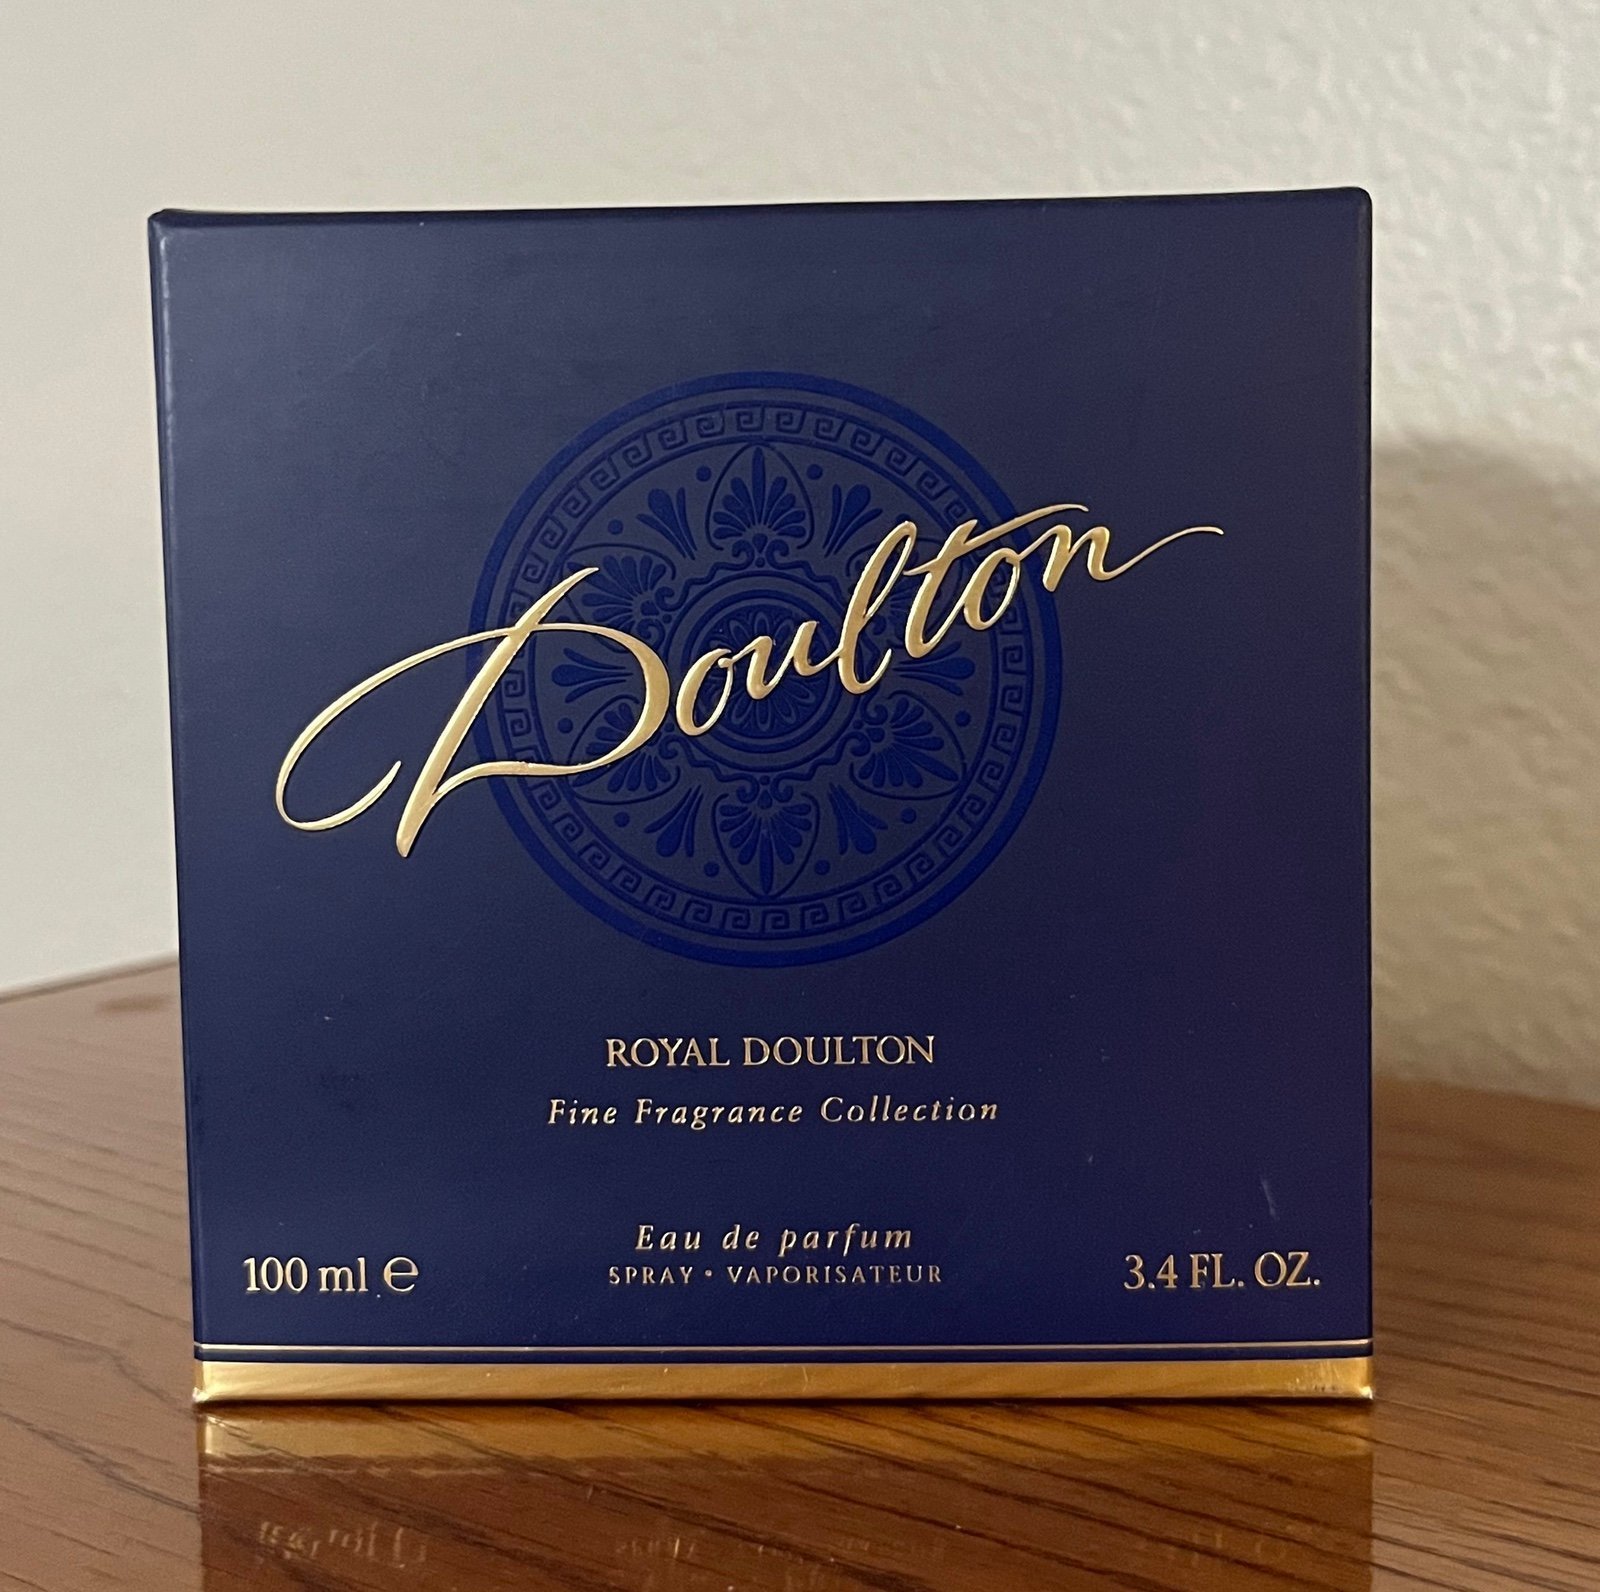 Doulton
ROYAL DOULTON
Fine Fragrance Collection
Eau de parfum
SPRAY • VAPORISATEUR
100 ml ℮
3.4 FL. OZ.